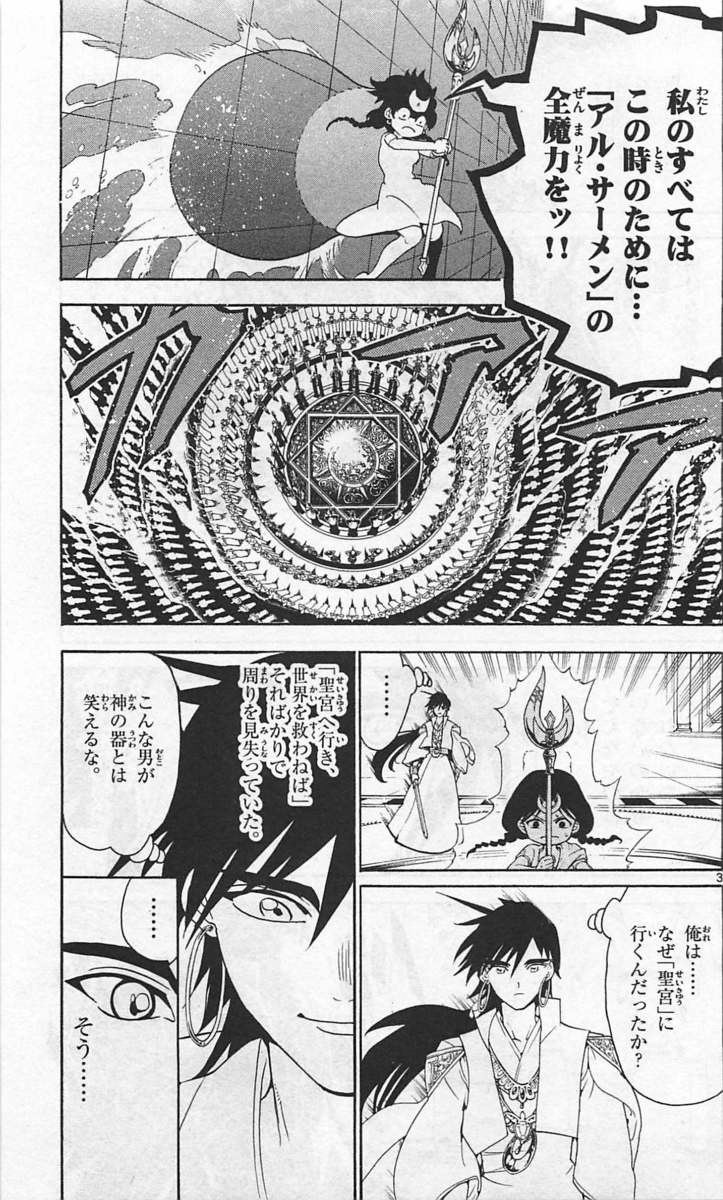 私のすべては
この時のために…
「アル・サーメン」の
全魔力をッ!!
カアァ
………
俺は……
なぜ「聖宮」に
行くんだったか?
「聖宮へ行き、
世界を救わねば」
そればかりで
周りを見失っていた。
こんな男が
神の器とは
笑えるな。
……
そう……
3